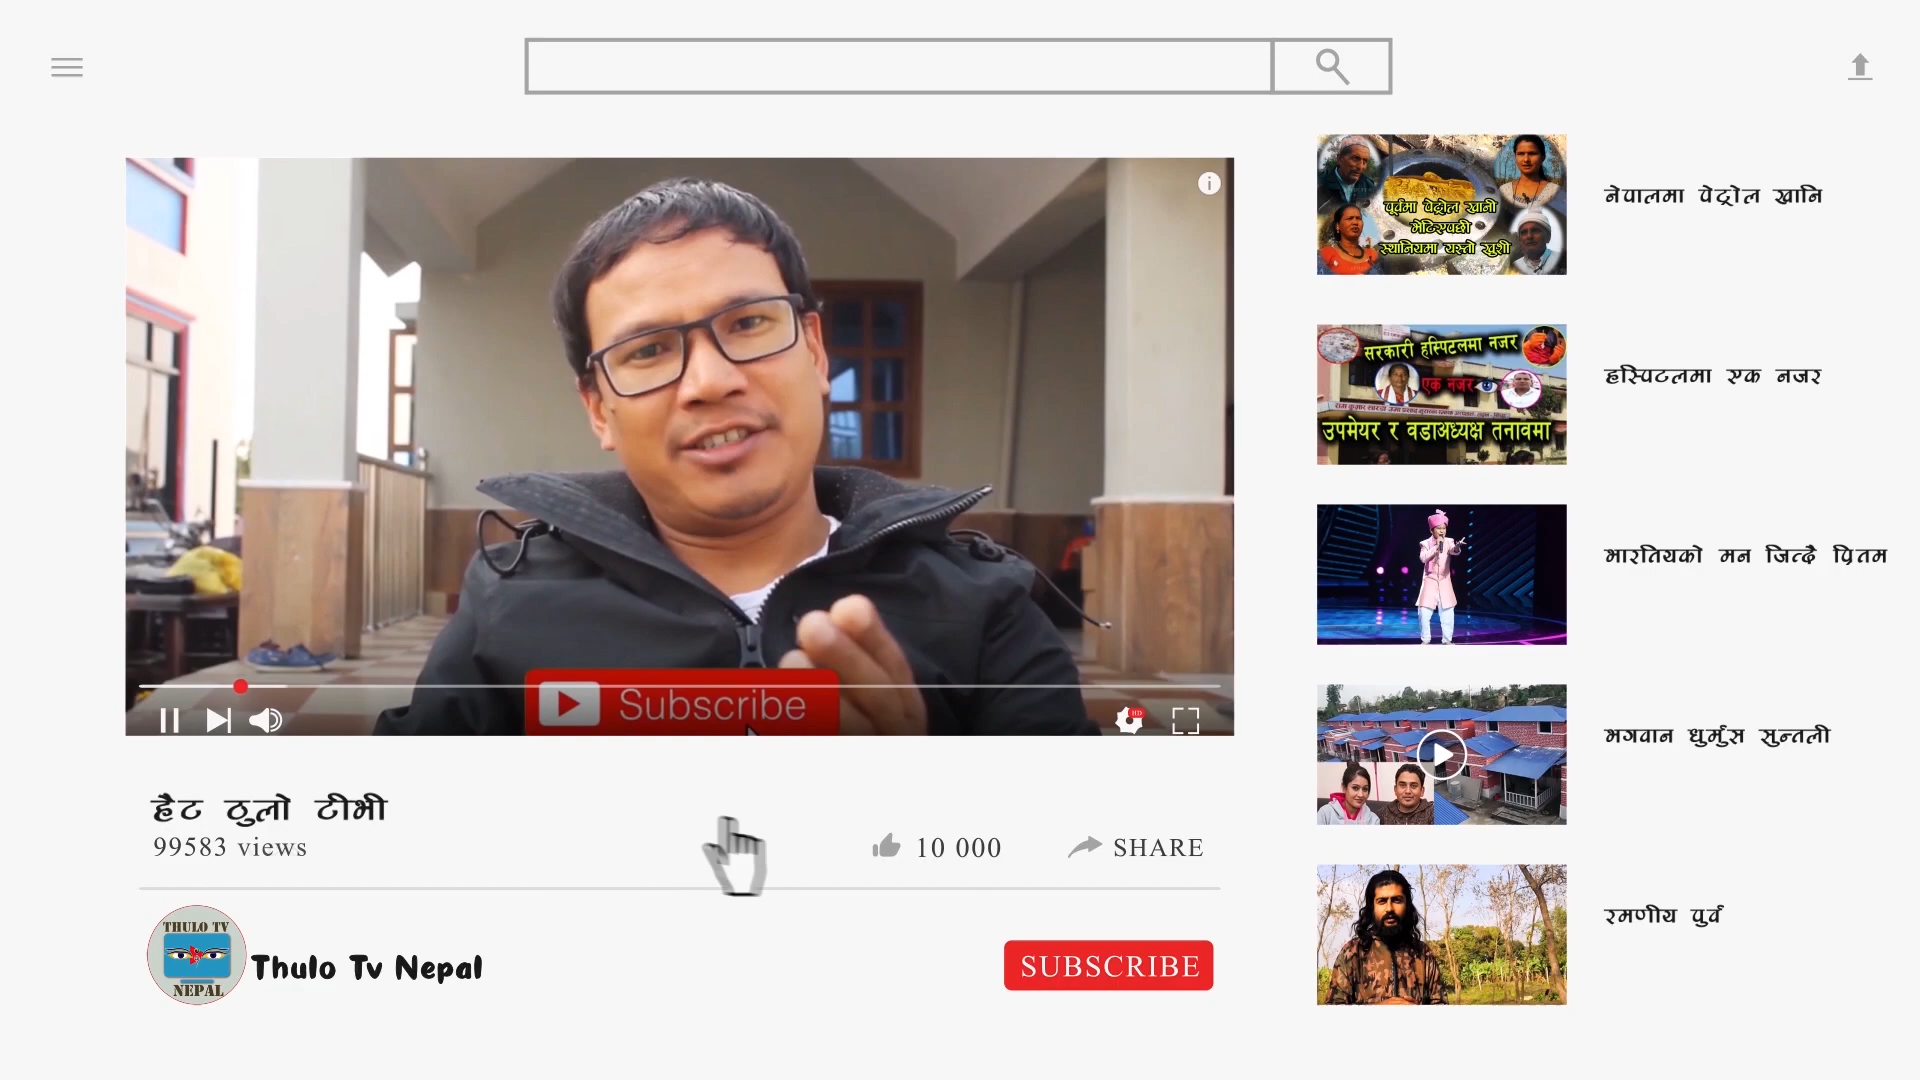 HD
Subscribe
हैट ठुलो टीभी
99583 views
10 000
SHARE
THULO TV
NEPAL
Thulo Tv Nepal
SUBSCRIBE
पूर्वमा पेट्रोल खानी
भेटिएपछी
स्थानियमा यस्तो खुशी
नेपालमा पेट्रोल खानि
सरकारी हस्पिटलमा नजर
एक नजर
उपमेयर र वडाअध्यक्ष तनावमा
हस्पिटलमा एक नजर
भारतियको मन जित्दै प्रितम
भगवान धुर्मुस सुन्तली
रमणीय पुर्व